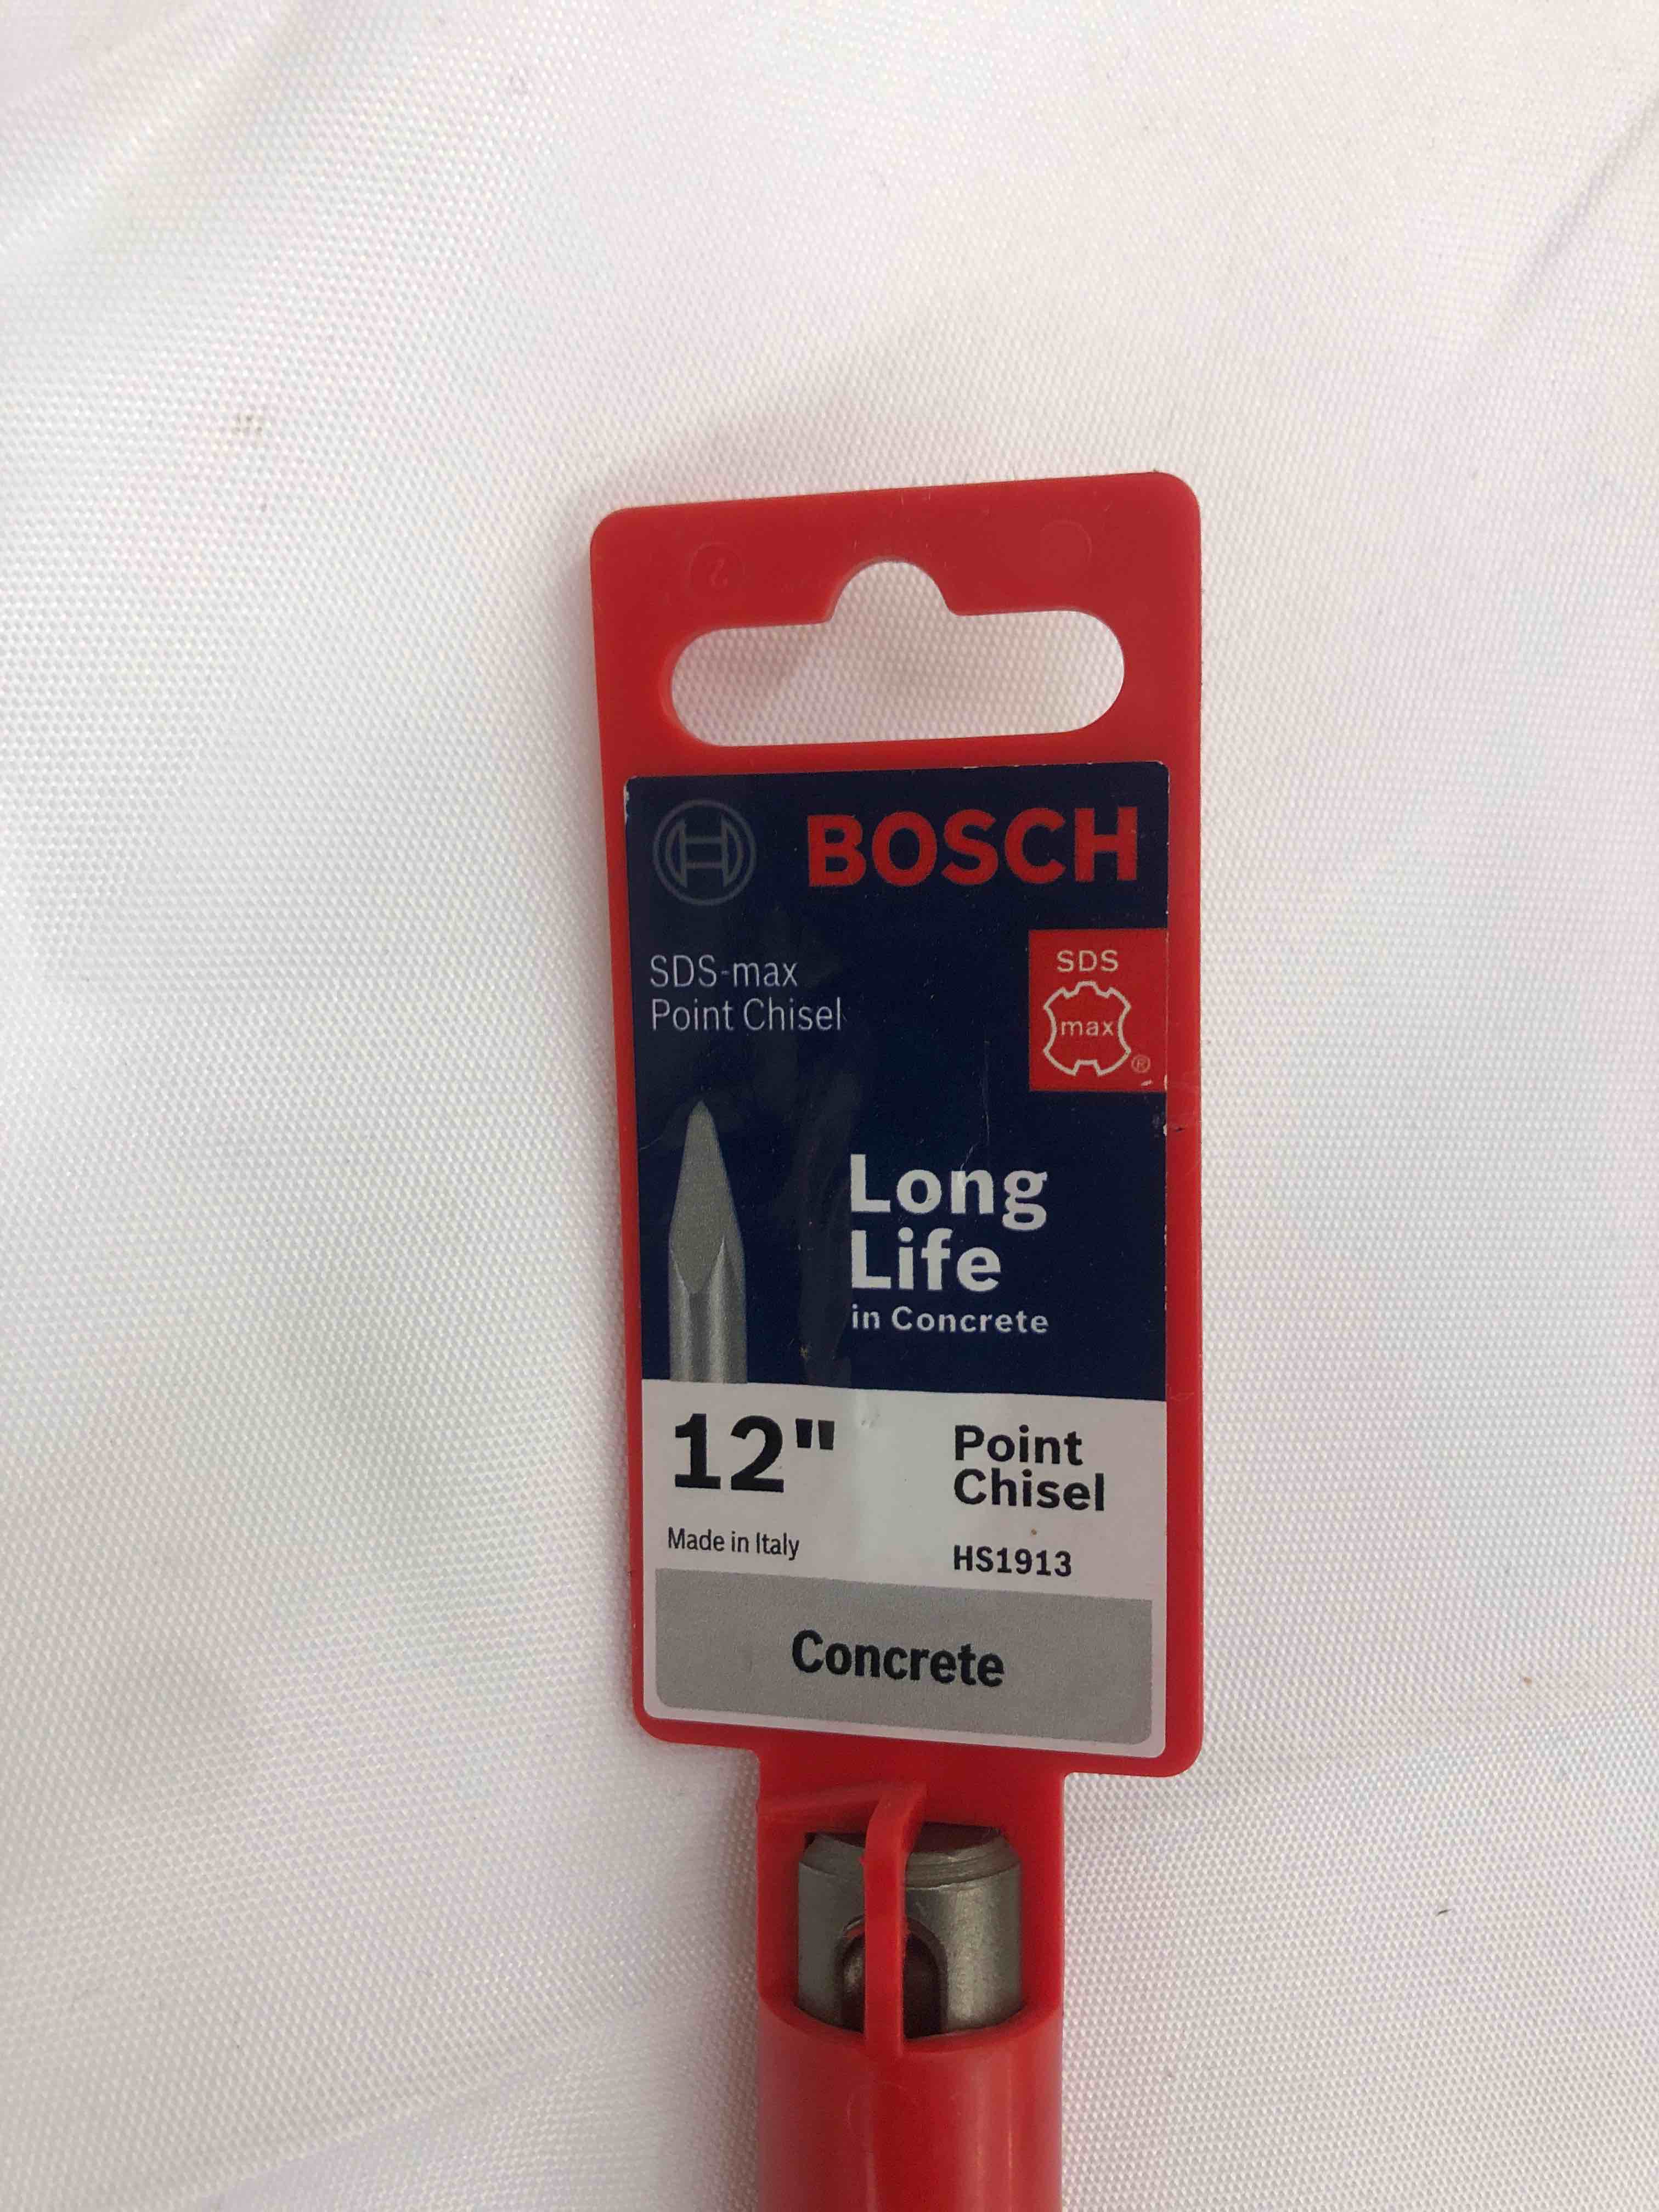 2
BOSCH
SDS-max
Point Chisel
SDS
max
®
Long
Life
in Concrete
12"
Point
Chisel
Made in Italy
HS1913
Concrete